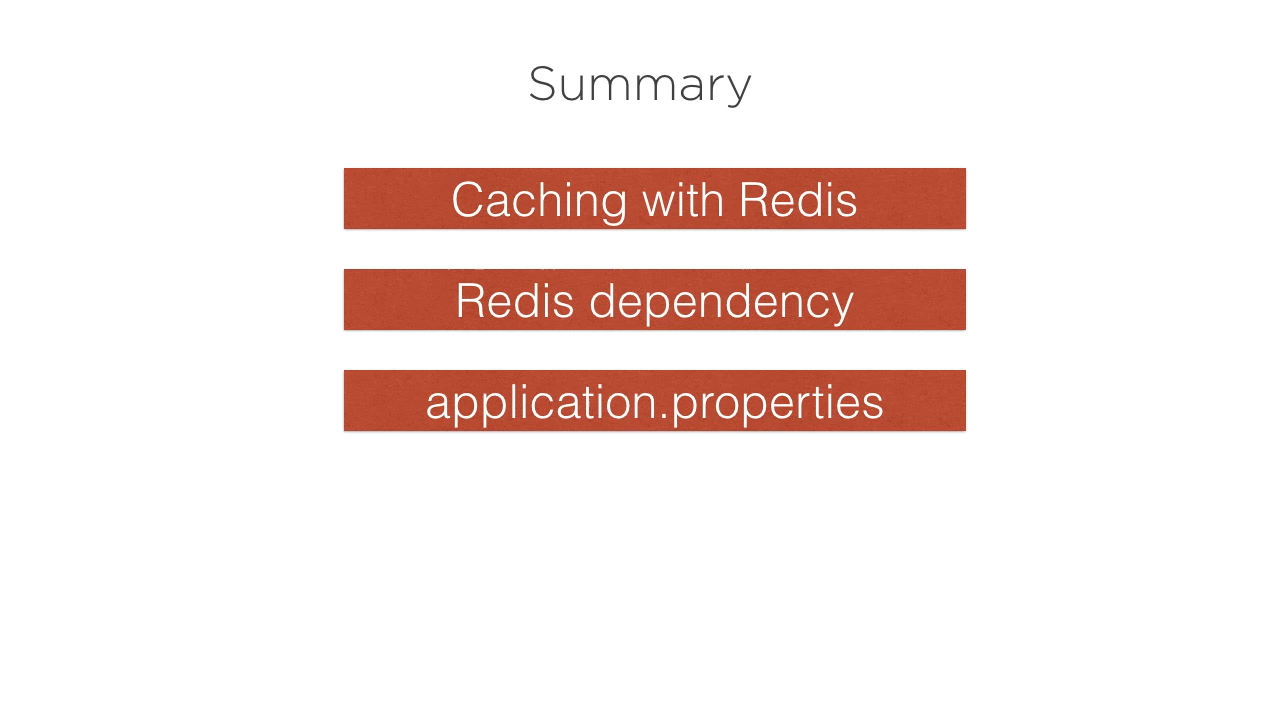 Summary
Caching with Redis
Redis dependency
application.properties